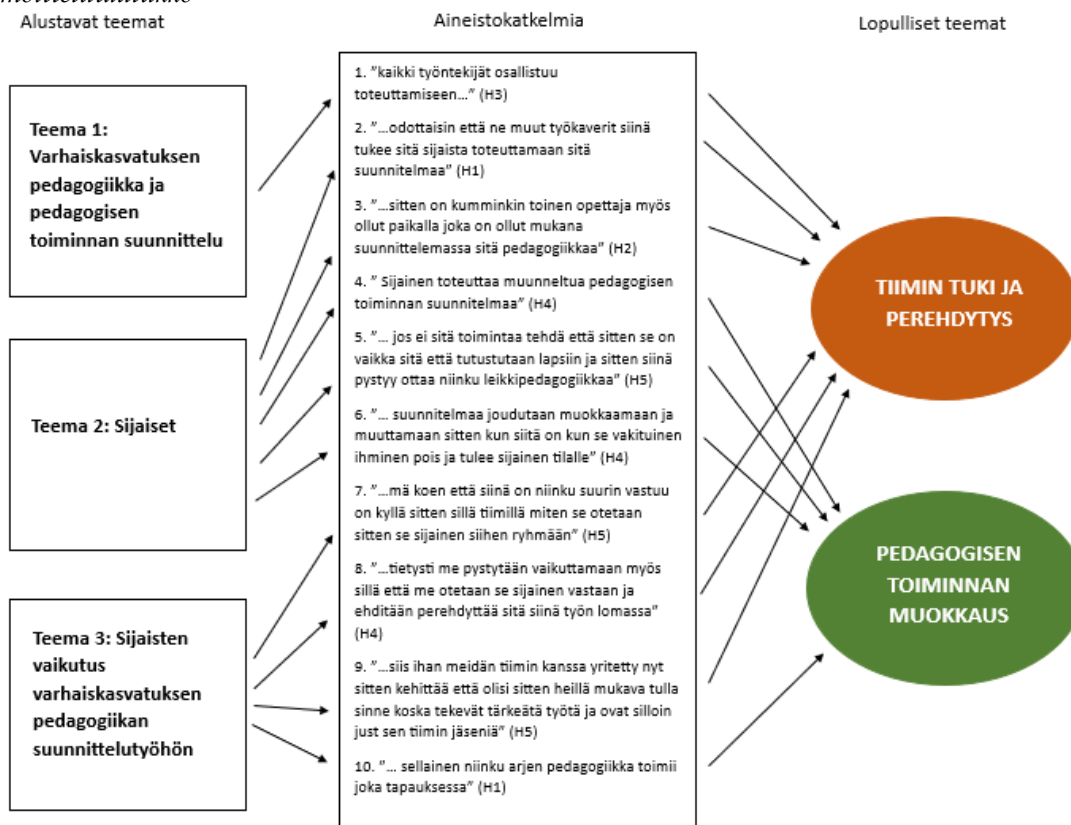 Alustavat teemat
Aineistokatkelmia
Lopulliset teemat
Teema 1:
Varhaiskasvatuksen
pedagogiikka ja
pedagogisen
toiminnan suunnittelu
Teema 2: Sijaiset
Teema 3: Sijaisten
vaikutus
varhaiskasvatuksen
pedagogiikan
suunnittelutyöhön
1. "kaikki työntekijät osallistuu
toteuttamiseen..." (H3)
2. "...odottaisin että ne muut työkaverit siinä
tukee sitä sijaista toteuttamaan sitä
suunnitelmaa" (H1)
3. "...sitten on kumminkin toinen opettaja myös
ollut paikalla joka on ollut mukana
suunnittelemassa sitä pedagogiikkaa" (H2)
4. " Sijainen toteuttaa muunneltua pedagogisen
toiminnan suunnitelmaa" (H4)
5. "... jos ei sitä toimintaa tehdä että sitten se on
vaikka sitä että tutustutaan lapsiin ja sitten siinä
pystyy ottaa niinku leikkipedagogiikkaa" (H5)
6. "... suunnitelmaa joudutaan muokkaamaan ja
muuttamaan sitten kun siitä on kun se vakituinen
ihminen pois ja tulee sijainen tilalle" (H4)
7. "...mä koen että siinä on niinku suurin vastuu
on kyllä sitten sillä tiimillä miten se otetaan
sitten se sijainen siihen ryhmään" (H5)
8. "...tietysti me pystytään vaikuttamaan myös
sillä että me otetaan se sijainen vastaan ja
ehditään perehdyttää sitä siinä työn lomassa"
(H4)
9. "...siis ihan meidän tiimin kanssa yritetty nyt
sitten kehittää että olisi sitten heillä mukava tulla
sinne koska tekevät tärkeätä työtä ja ovat silloin
just sen tiimin jäseniä" (H5)
10. "... sellainen niinku arjen pedagogiikka toimii
joka tapauksessa" (H1)
TIIMIN TUKI JA
PEREHDYTYS
PEDAGOGISEN
TOIMINNAN
MUOKKAUS